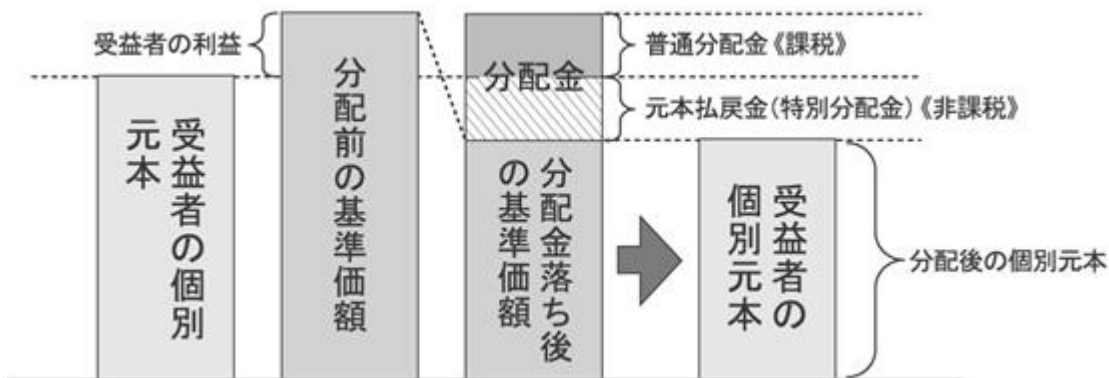 受益者の利益
受益者の個別
元本
分配前の基準価額
分配金
分配金落ち後
の基準価額
普通分配金《課税》
元本払戻金(特別分配金)《非課税》
受益者の
個別元本
分配後の個別元本